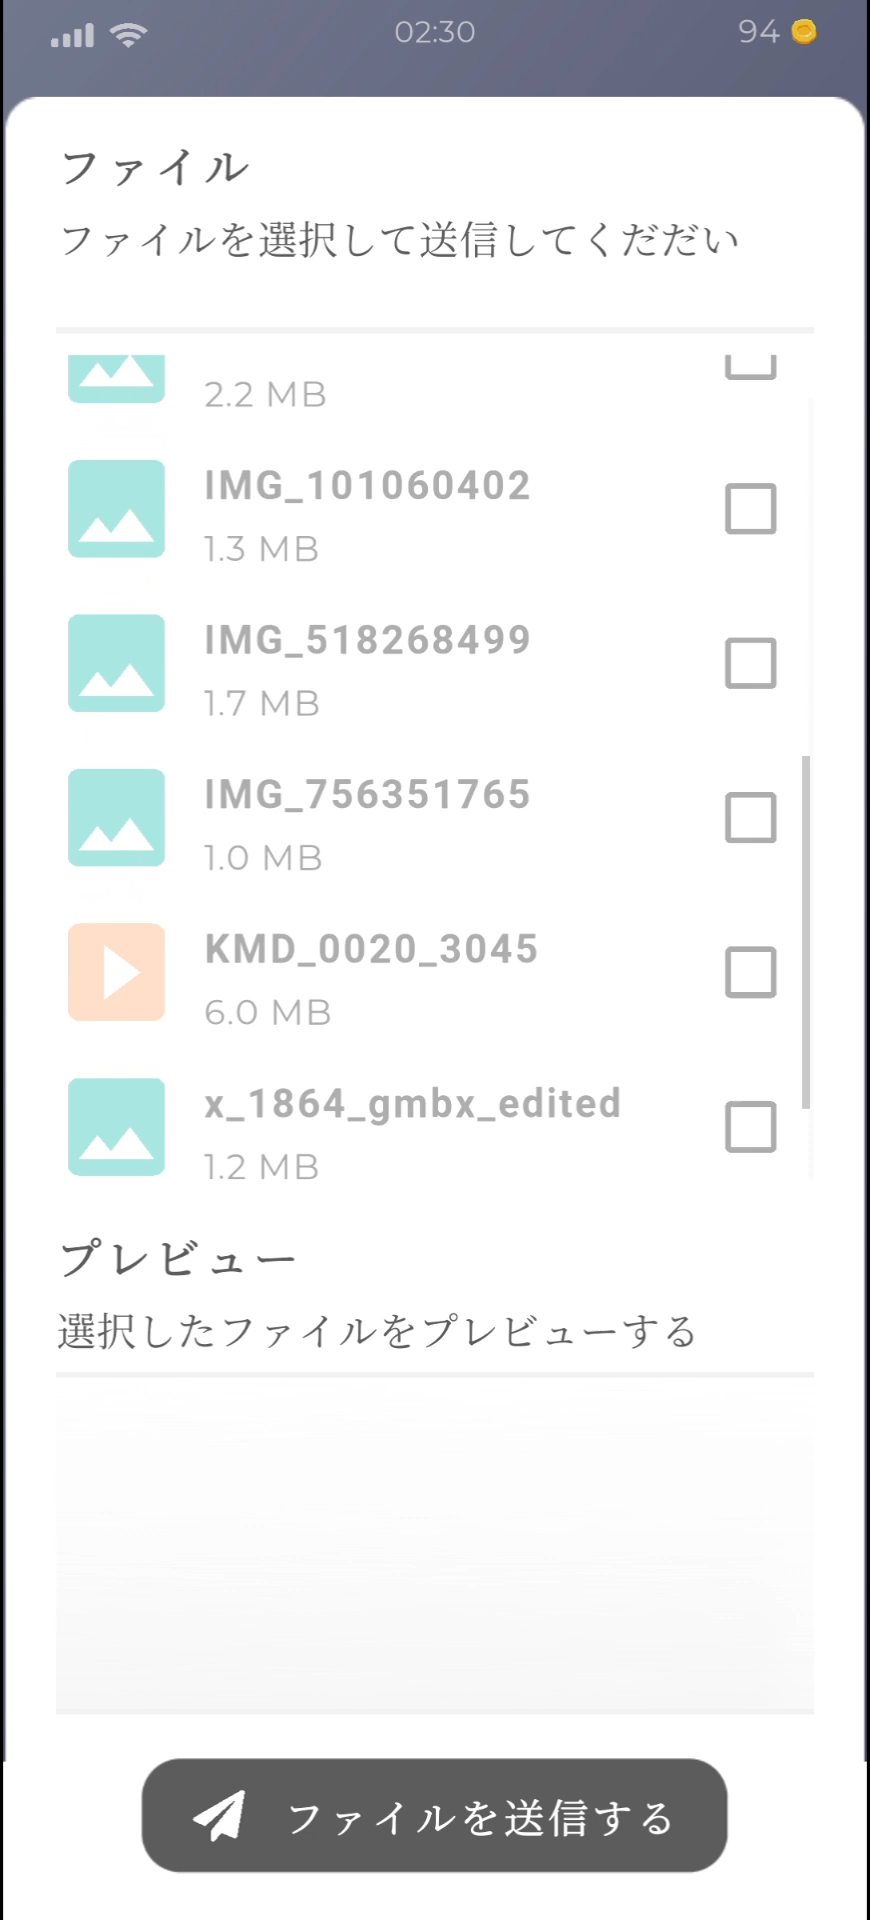 02:30
94
ファイル
ファイルを選択して送信してくだだい
2.2 MB
IMG_101060402
1.3 MB
IMG_518268499
1.7 MB
IMG_756351765
1.0 MB
KMD_0020_3045
6.0 MB
x_1864_gmbx_edited
1.2 MB
プレビュー
選択したファイルをプレビューする
ファイルを送信する